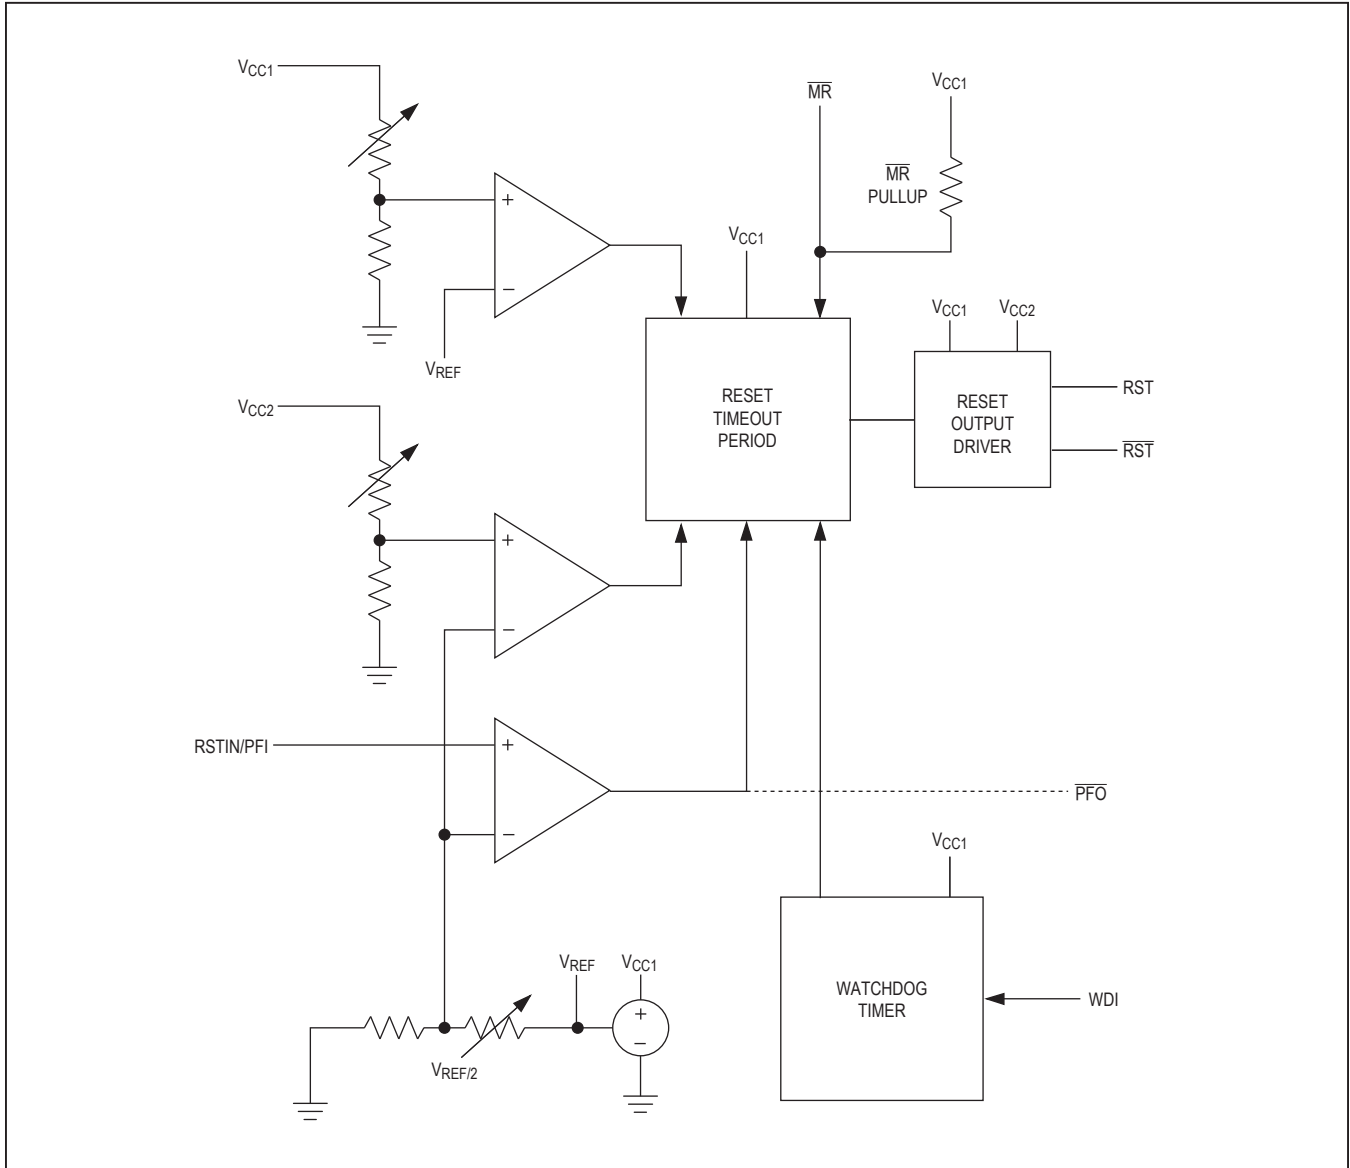 VCC1
MR
VCC1
MR
PULLUP
+
VCC1
−
VREF
VCC1
VCC2
RESET
TIMEOUT
PERIOD
RESET
OUTPUT
DRIVER
RST
RST
VCC2
+
−
RSTIN/PFI
+
PFO
−
VCC1
VREF
VCC1
WATCHDOG
TIMER
WDI
+
−
VREF/2